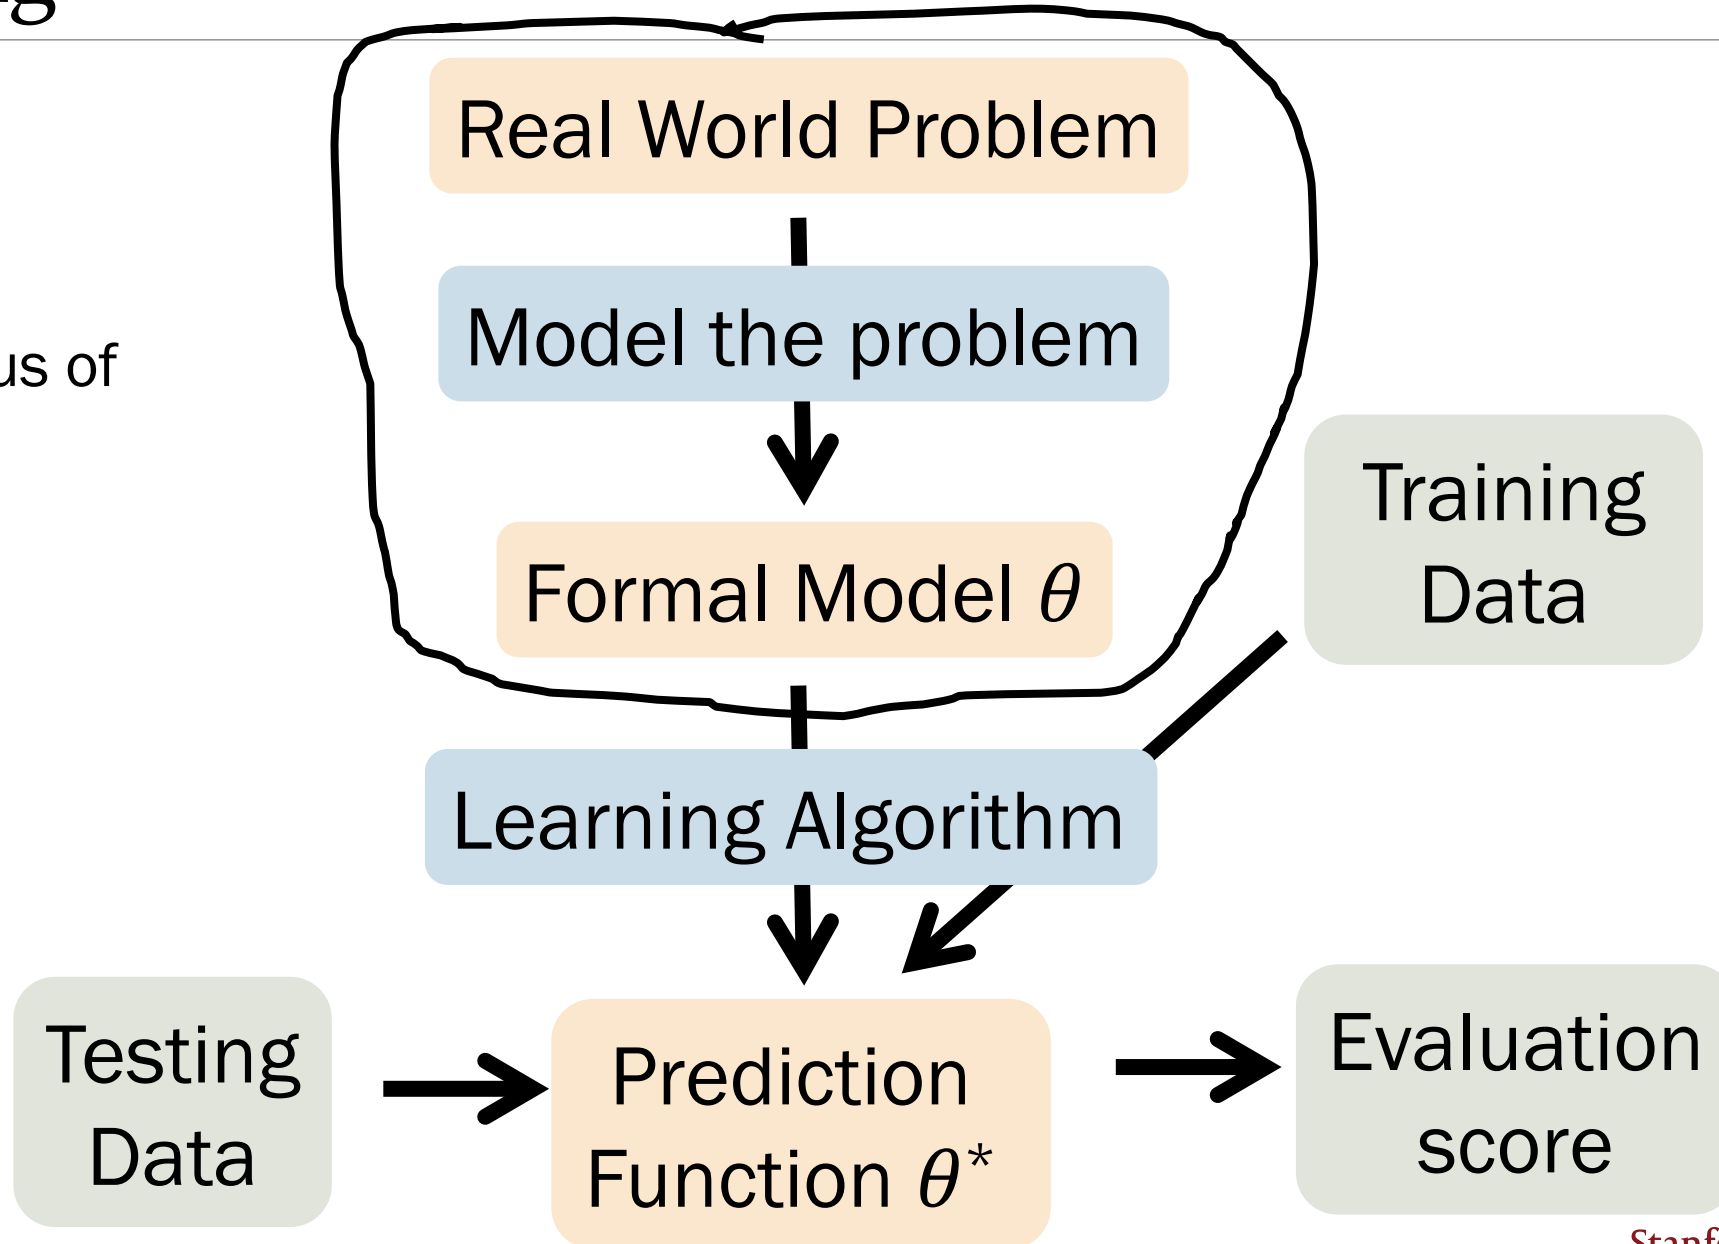 Real World Problem
Model the problem
us of
Formal Model θ
Training
Data
Learning Algorithm
Testing
Data
Prediction
Function θ*
Evaluation
score